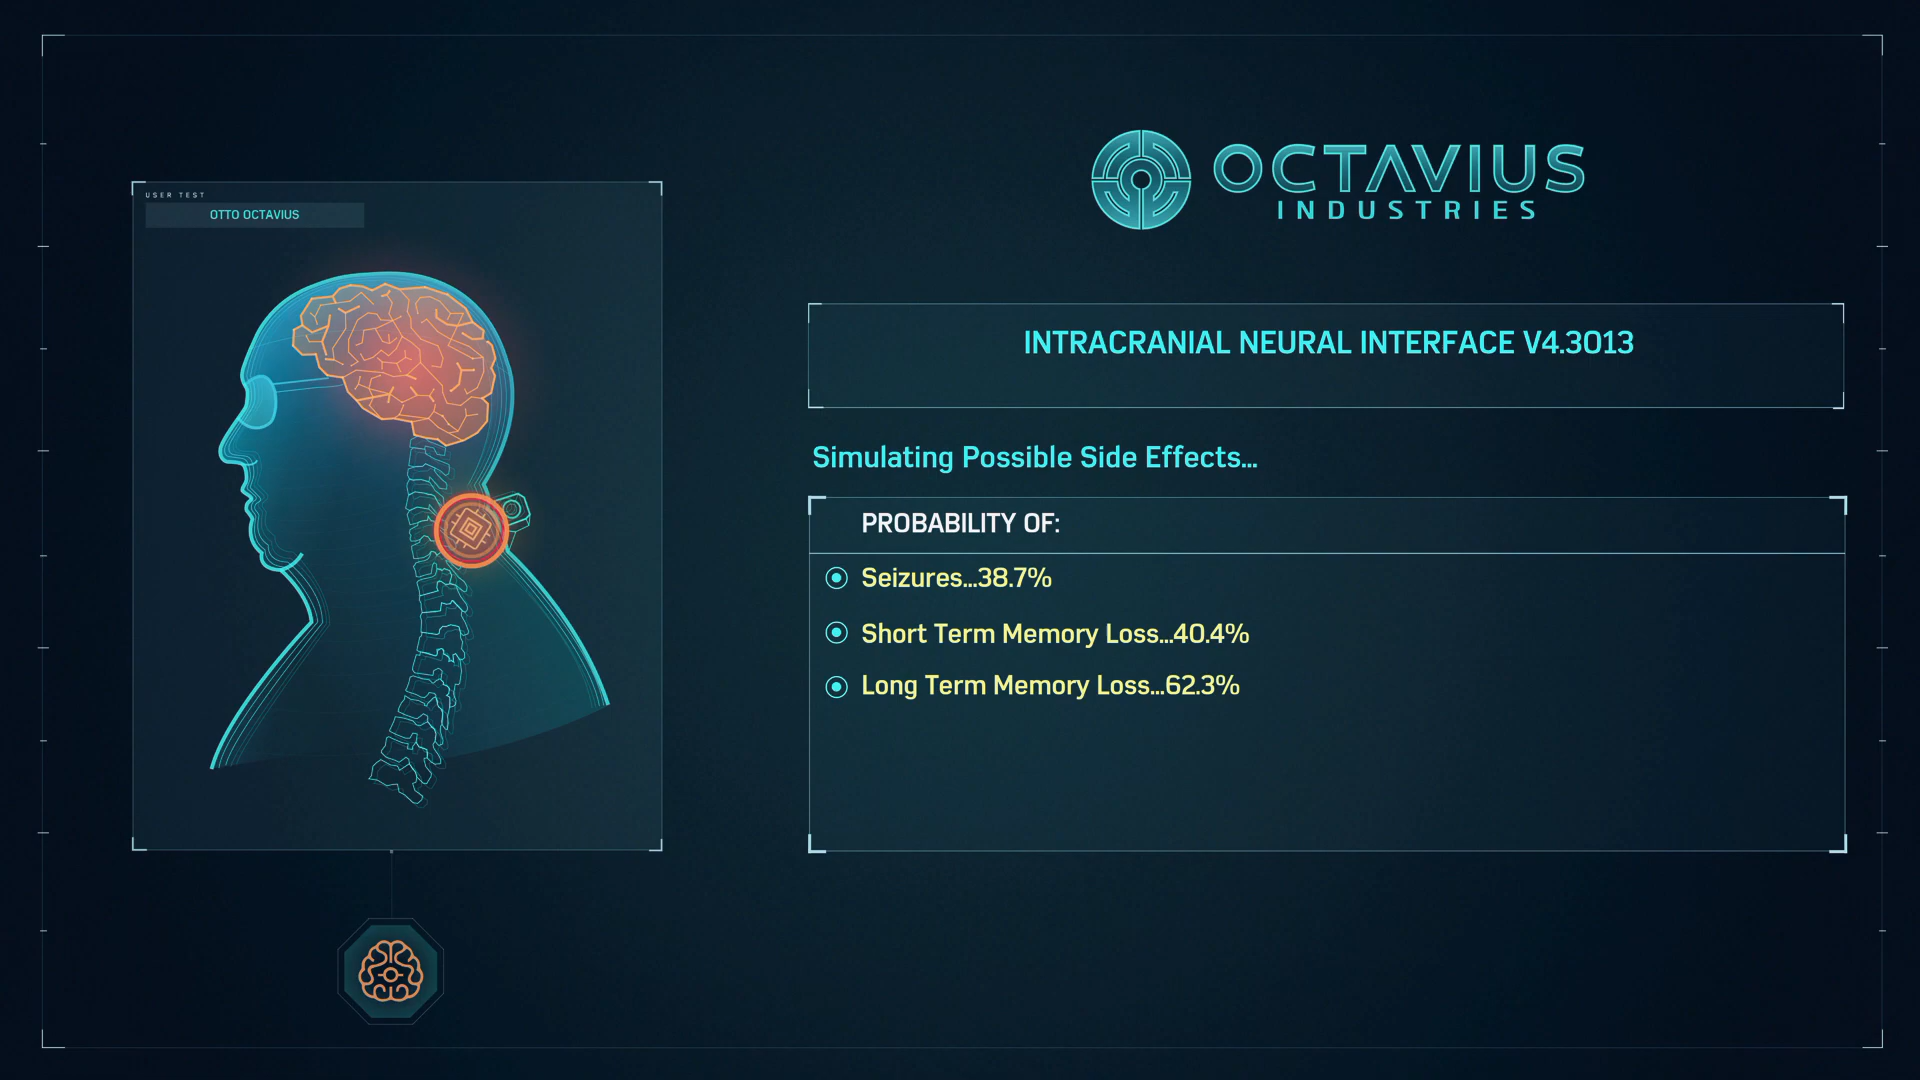 USER TEST
OTTO OCTAVIUS
OCTAVIUS
INDUSTRIES
INTRACRANIAL NEURAL INTERFACE V4.3013
Simulating Possible Side Effects...
PROBABILITY OF:
Seizures...38.7%
Short Term Memory Loss...40.4%
Long Term Memory Loss...62.3%